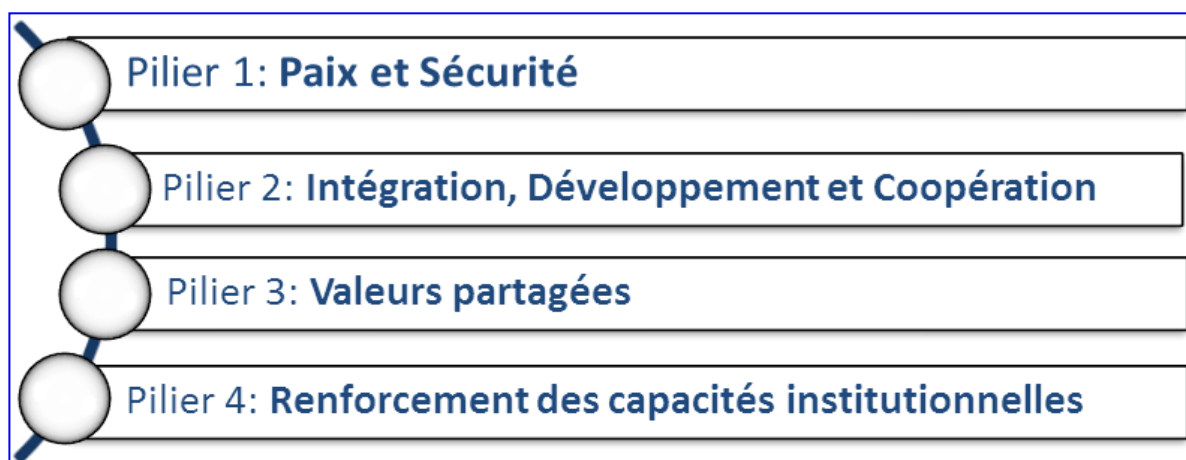 Pilier 1: Paix et Sécurité
Pilier 2: Intégration, Développement et Coopération
Pilier 3: Valeurs partagées
Pilier 4: Renforcement des capacités institutionnelles